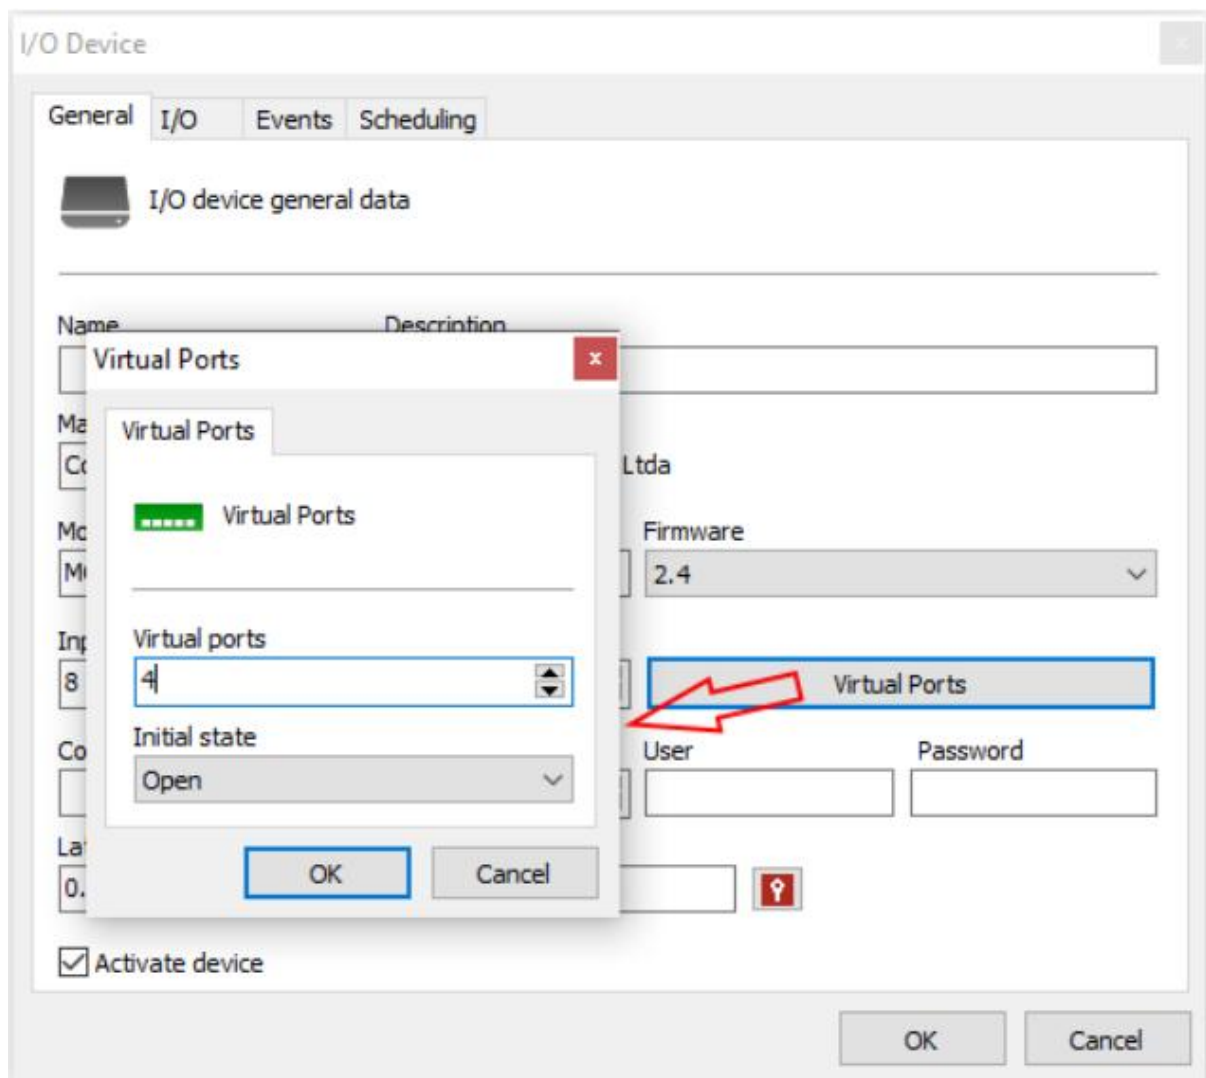 I/O Device
General I/O Events Scheduling
I/O device general data
Name Description
Virtual Ports
Virtual Ports
Ltda
Virtual Ports
Firmware
2.4
Virtual ports
8
4
Virtual Ports
Initial state
User Password
Open
OK Cancel
Activate device
OK Cancel